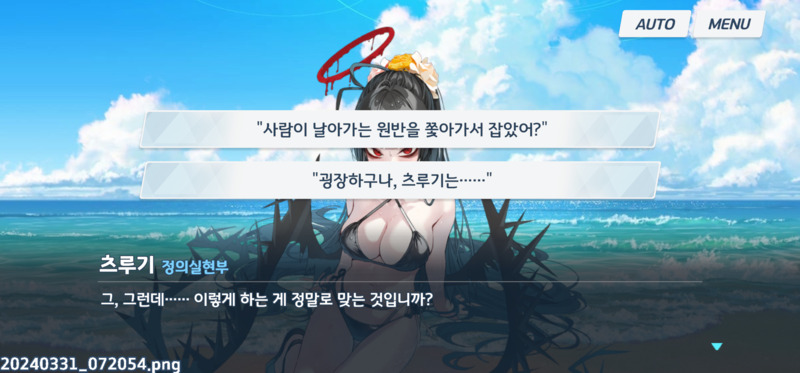 AUTO
MENU
"사람이 날아가는 원반을 쫓아가서 잡았어?"
"굉장하구나, 츠루기는……"
츠루기 정의실현부
그, 그런데…… 이렇게 하는 게 정말로 맞는 것입니까?
20240331_072054.png